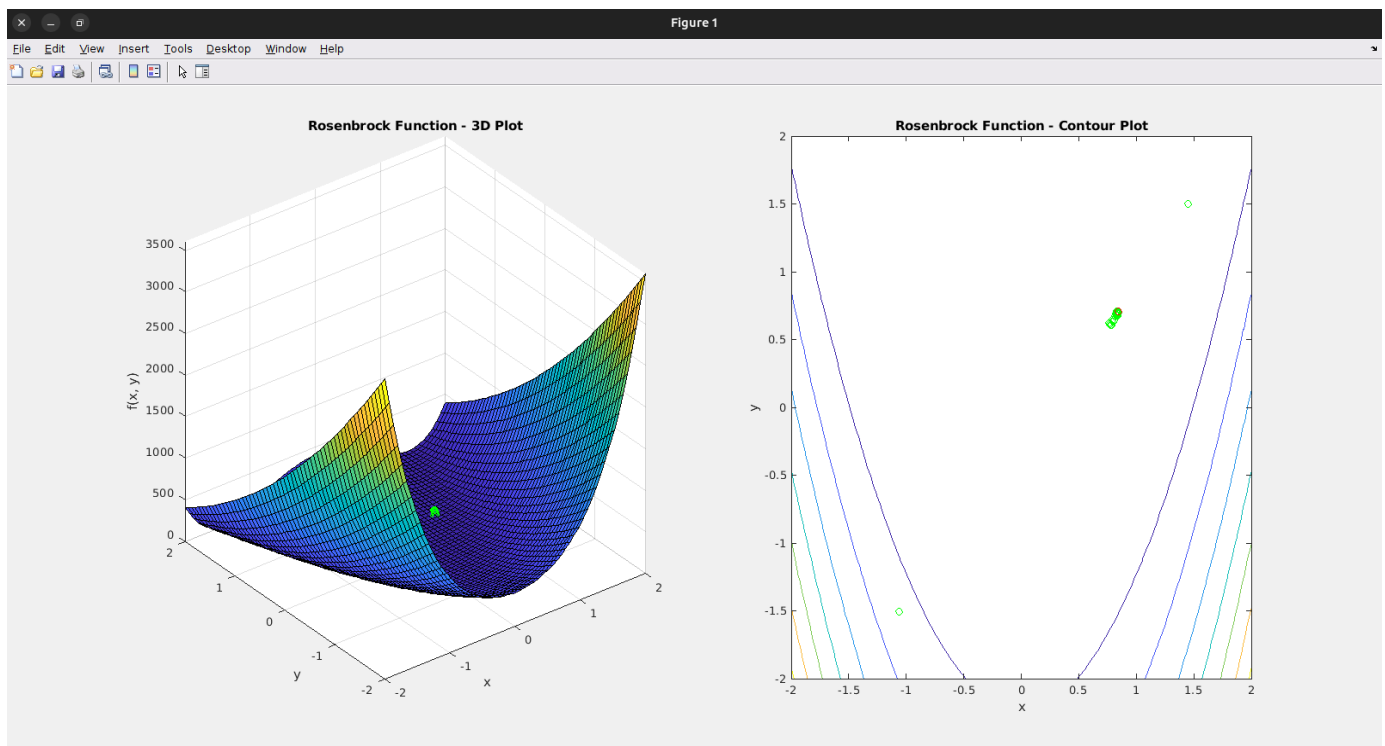 Figure 1
File Edit View Insert Tools Desktop Window Help
Rosenbrock Function - 3D Plot
3500
3000
2500
2000
1500
1000
500
0
f(x, y)
2
1
0
-1
-2
y
-2
-1
0
1
2
x
Rosenbrock Function - Contour Plot
2
1.5
1
0.5
0
-0.5
-1
-1.5
-2
y
-2 -1.5 -1 -0.5 0 0.5 1 1.5 2
x